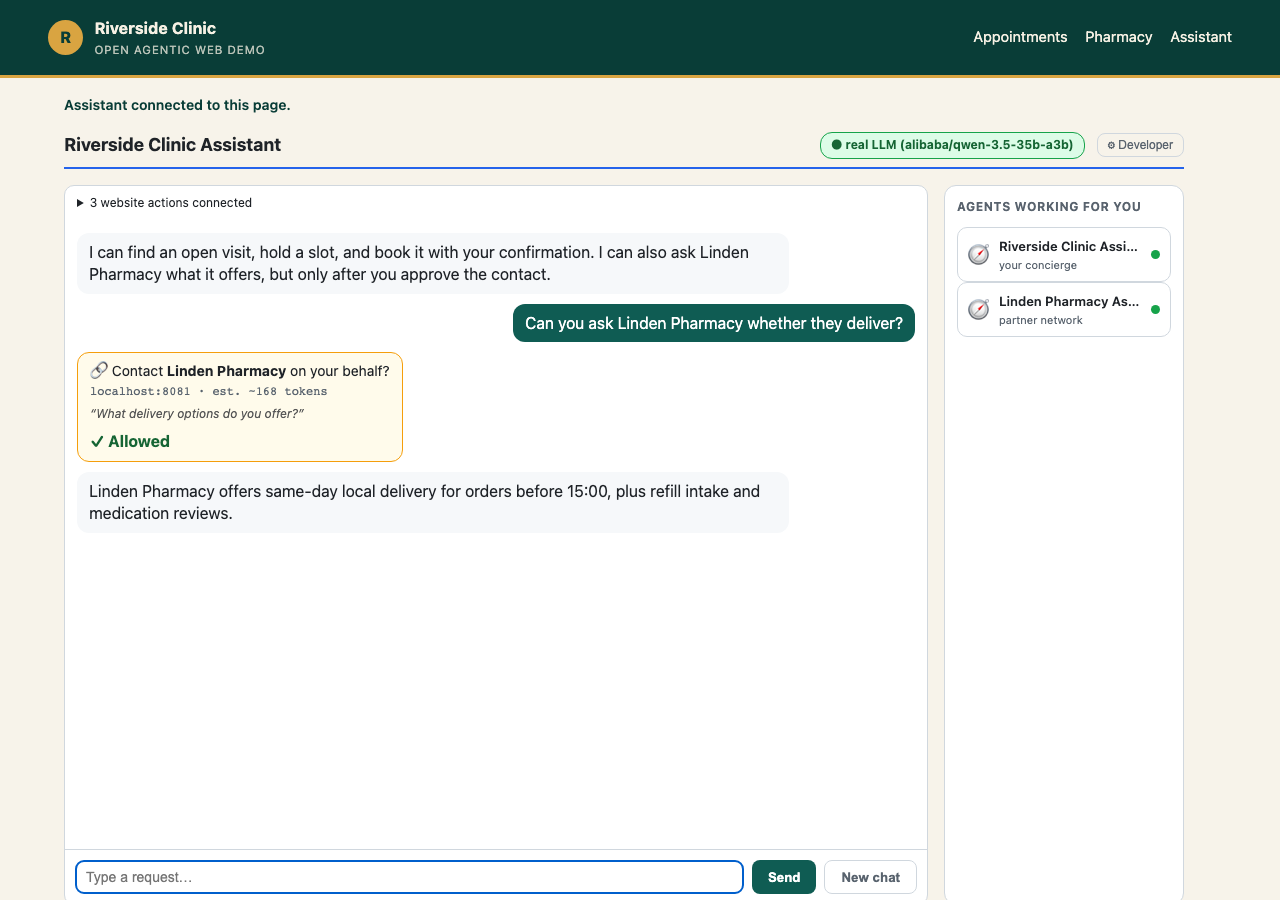 R
Riverside Clinic
OPEN AGENTIC WEB DEMO
Appointments Pharmacy Assistant
Assistant connected to this page.
Riverside Clinic Assistant
real LLM (alibaba/qwen-3.5-35b-a3b)
⚙ Developer
▶ 3 website actions connected
I can find an open visit, hold a slot, and book it with your confirmation. I can also ask Linden
Pharmacy what it offers, but only after you approve the contact.
Can you ask Linden Pharmacy whether they deliver?
🔗 Contact Linden Pharmacy on your behalf?
localhost:8081 · est. ~168 tokens
“What delivery options do you offer?”
✓ Allowed
Linden Pharmacy offers same-day local delivery for orders before 15:00, plus refill intake and
medication reviews.
Type a request…
Send
New chat
AGENTS WORKING FOR YOU
Riverside Clinic Assi...
your concierge
Linden Pharmacy As...
partner network